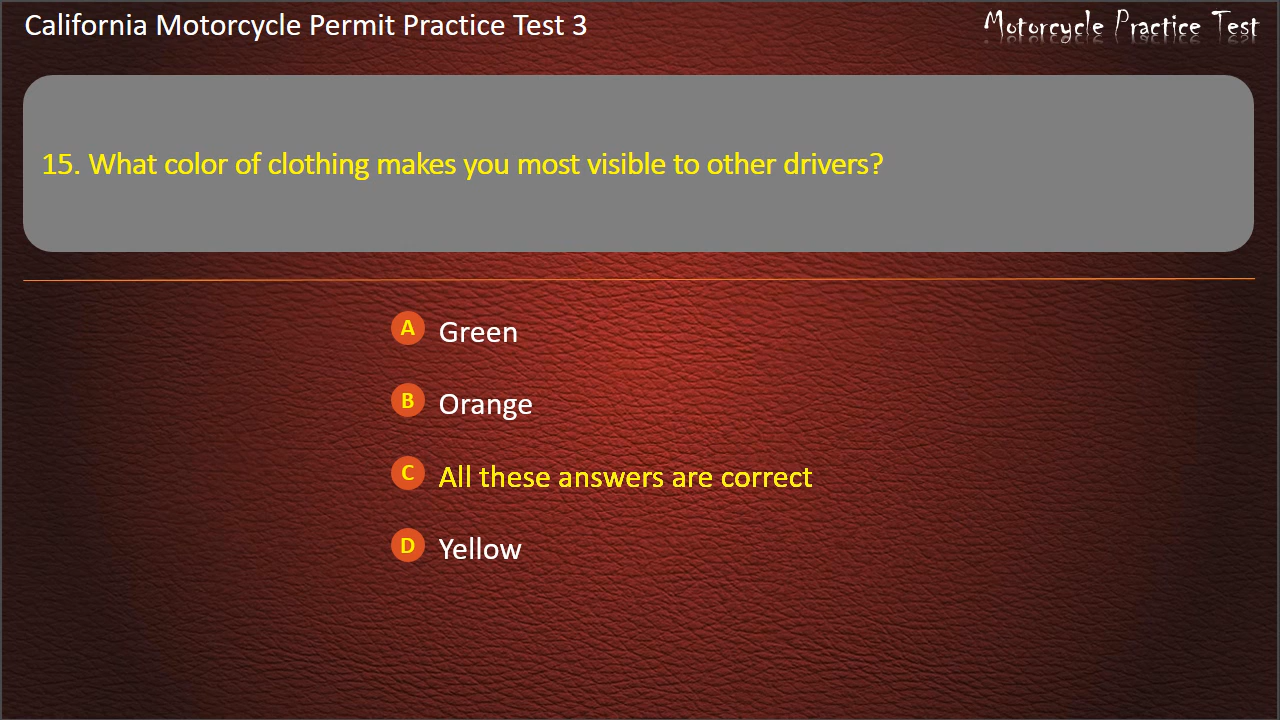 California Motorcycle Permit Practice Test 3
Motorcycle Practice Test
15. What color of clothing makes you most visible to other drivers?
A Green
B Orange
C All these answers are correct
D Yellow